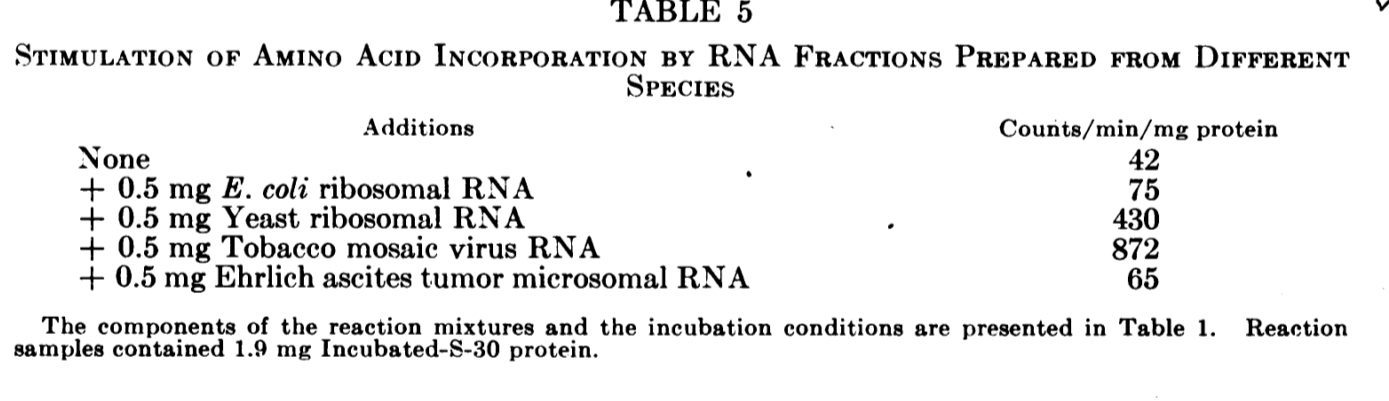 TABLE 5
STIMULATION OF AMINO ACID INCORPORATION BY RNA FRACTIONS PREPARED FROM DIFFERENT
SPECIES
Additions Counts/min/mg protein
None 42
+ 0.5 mg E. coli ribosomal RNA 75
+ 0.5 mg Yeast ribosomal RNA 430
+ 0.5 mg Tobacco mosaic virus RNA 872
+ 0.5 mg Ehrlich ascites tumor microsomal RNA 65
The components of the reaction mixtures and the incubation conditions are presented in Table 1. Reaction
samples contained 1.9 mg Incubated-S-30 protein.